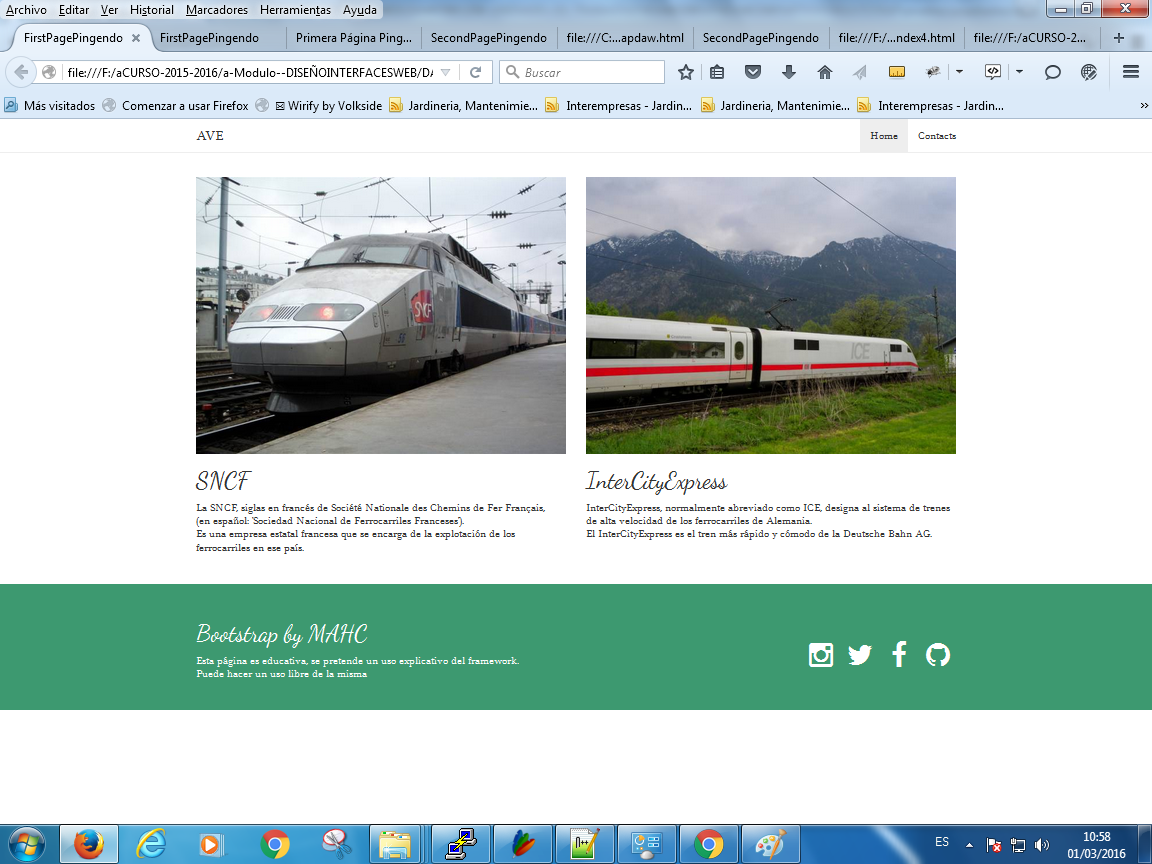 Archivo Editar Ver Historial Marcadores Herramientas Ayuda
FirstPagePingendo FirstPagePingendo Primera Página Ping... SecondPagePingendo file:///C:...apdaw.html SecondPagePingendo file:///F:/...ndex4.html file:///F:/aCURSO-2...
file:///F:/aCURSO-2015-2016/a-Modulo--DISEÑOINTERFACESWEB/DA Buscar
Más visitados Comenzar a usar Firefox Wirify by Volkside Jardineria, Mantenimie... Interempresas - Jardin... Jardineria, Mantenimie... Interempresas - Jardin... »
AVE Home Contacts
SNCF
ICE
SNCF
La SNCF, siglas en francés de Société Nationale des Chemins de Fer Français,
(en español: 'Sociedad Nacional de Ferrocarriles Franceses').
Es una empresa estatal francesa que se encarga de la explotación de los
ferrocarriles en ese país.
InterCityExpress
InterCityExpress, normalmente abreviado como ICE, designa al sistema de trenes
de alta velocidad de los ferrocarriles de Alemania.
El InterCityExpress es el tren más rápido y cómodo de la Deutsche Bahn AG.
Bootstrap by MAHC
Esta página es educativa, se pretende un uso explicativo del framework.
Puede hacer un uso libre de la misma
ES 10:58
01/03/2016